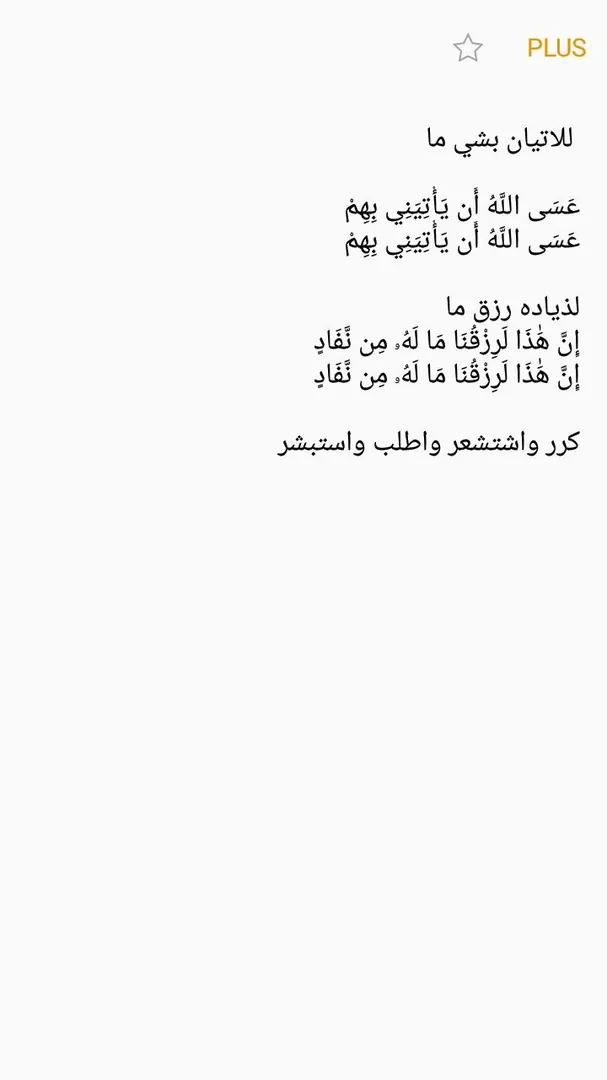 PLUS
للاتيان بشي ما
عَسَى اللَّهُ أَن يَأْتِيَنِي بِهِمْ
عَسَى اللَّهُ أَن يَأْتِيَنِي بِهِمْ
لذياده رزق ما
إِنَّ هَٰذَا لَرِزْقُنَا مَا لَهُۥ مِن نَّفَادٍ
إِنَّ هَٰذَا لَرِزْقُنَا مَا لَهُۥ مِن نَّفَادٍ
كرر واشتشعر واطلب واستبشر